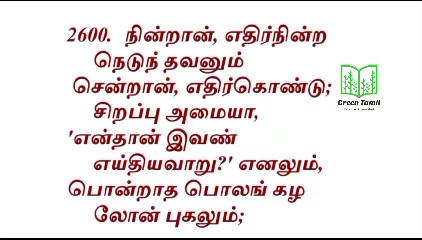 2600. நின்றான், எதிர்நின்ற
நெடுந் தவனும்
சென்றான், எதிர்கொண்டு;
சிறப்பு அமையா,
'என்தான் இவண்
எய்தியவாறு?' எனலும்,
பொன்றாத பொலங் கழ
லோன் புகலும்;
Green Tamil